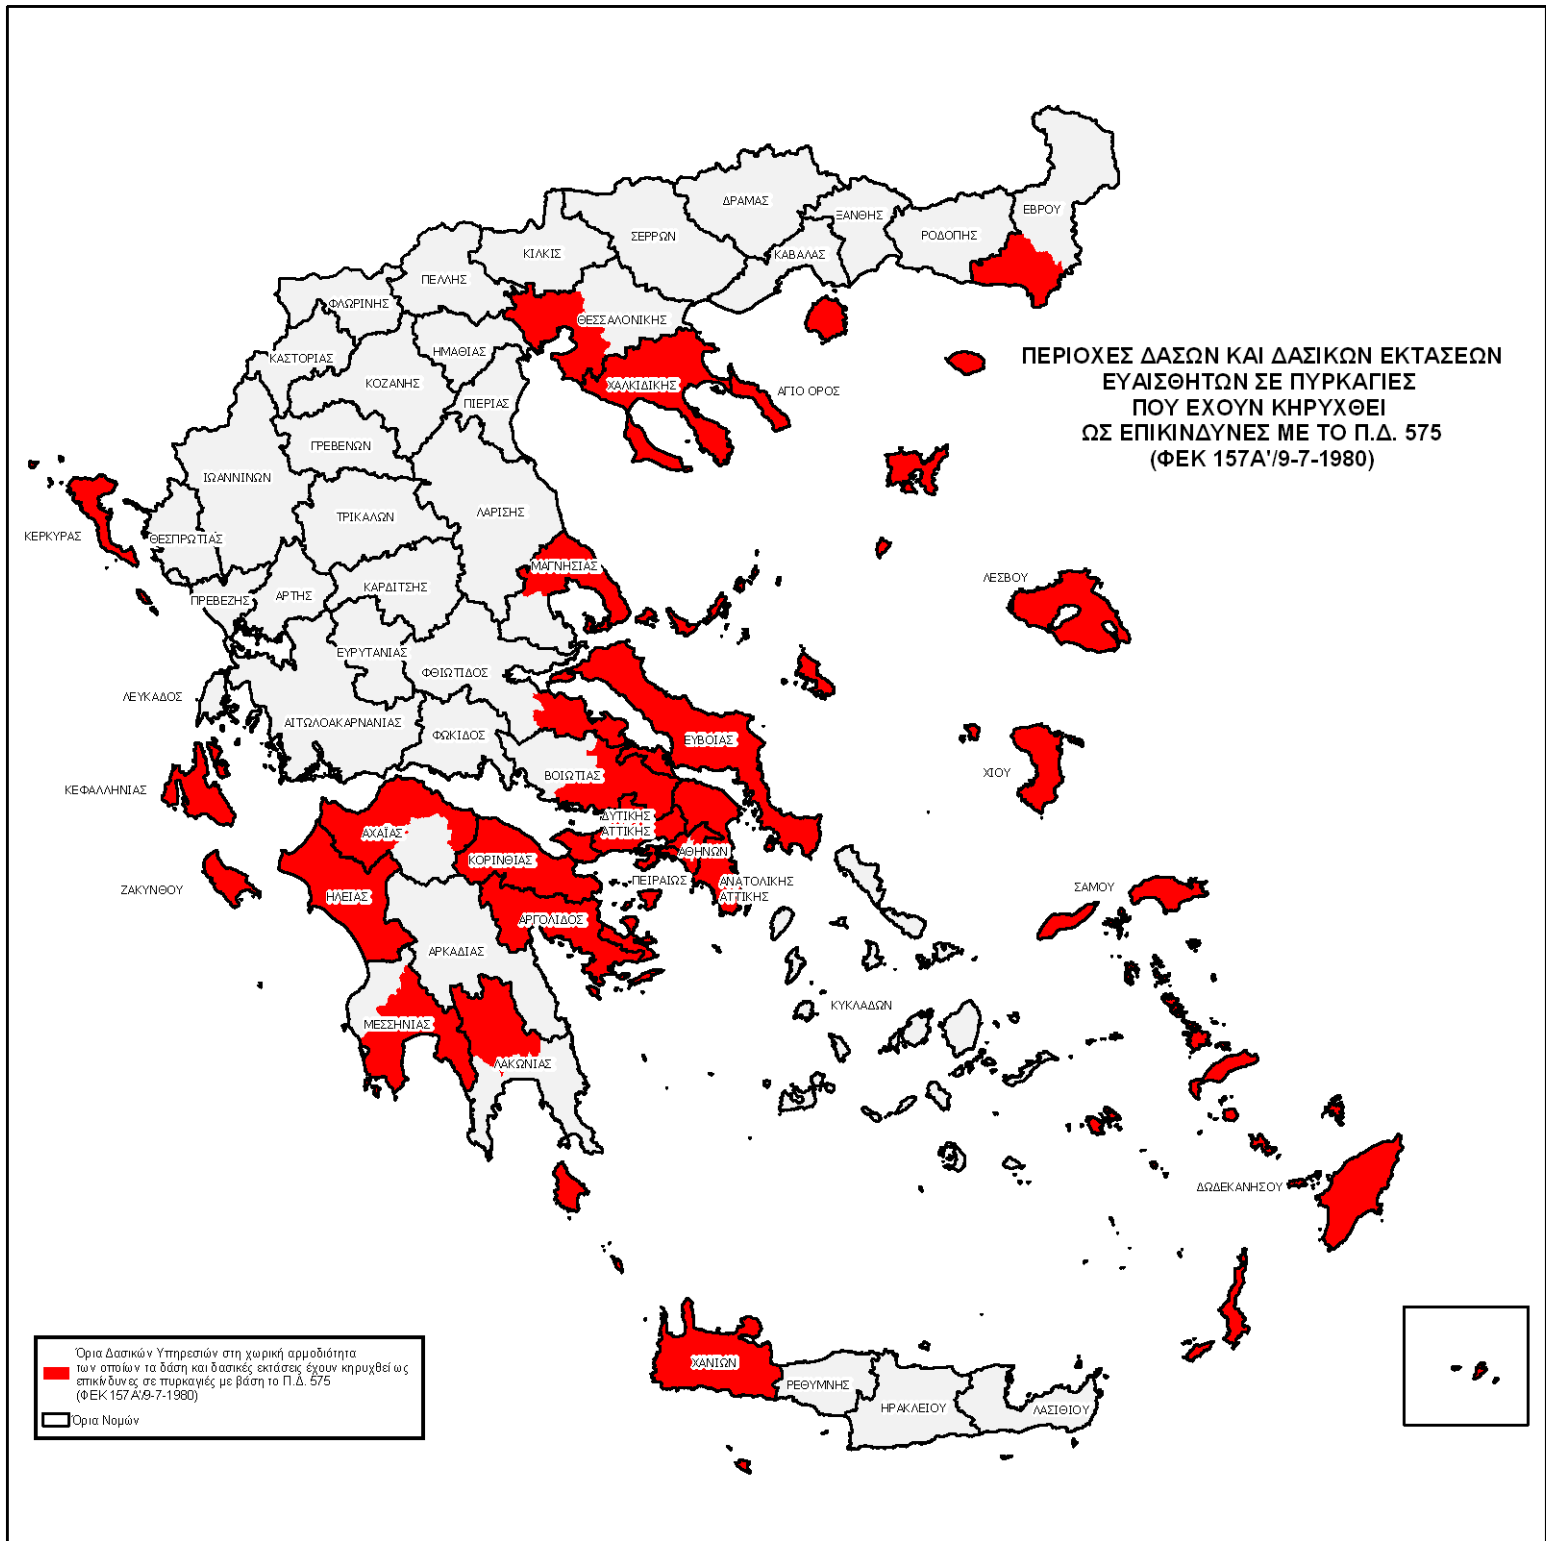 ΔΡΑΜΑΣ
ΞΑΝΘΗΣ
ΕΒΡΟΥ
ΣΕΡΡΩΝ
ΡΟΔΟΠΗΣ
ΚΙΛΚΙΣ
ΚΑΒΑΛΑΣ
ΠΕΛΛΗΣ
ΦΛΩΡΙΝΗΣ
ΘΕΣΣΑΛΟΝΙΚΗΣ
ΗΜΑΘΙΑΣ
ΚΑΣΤΟΡΙΑΣ
ΚΟΖΑΝΗΣ
ΧΑΛΚΙΔΙΚΗΣ
ΑΓΙΟ ΟΡΟΣ
ΠΙΕΡΙΑΣ
ΠΕΡΙΟΧΕΣ ΔΑΣΩΝ ΚΑΙ ΔΑΣΙΚΩΝ ΕΚΤΑΣΕΩΝ
ΕΥΑΙΣΘΗΤΩΝ ΣΕ ΠΥΡΚΑΓΙΕΣ
ΠΟΥ ΕΧΟΥΝ ΚΗΡΥΧΘΕΙ
ΩΣ ΕΠΙΚΙΝΔΥΝΕΣ ΜΕ ΤΟ Π.Δ. 575
(ΦΕΚ 157Α'/9-7-1980)
ΓΡΕΒΕΝΩΝ
ΙΩΑΝΝΙΝΩΝ
ΤΡΙΚΑΛΩΝ
ΛΑΡΙΣΗΣ
ΚΕΡΚΥΡΑΣ
ΘΕΣΠΡΩΤΙΑΣ
ΜΑΓΝΗΣΙΑΣ
ΛΕΣΒΟΥ
ΚΑΡΔΙΤΣΗΣ
ΑΡΤΗΣ
ΠΡΕΒΕΖΗΣ
ΕΥΡΥΤΑΝΙΑΣ
ΦΘΙΩΤΙΔΟΣ
ΛΕΥΚΑΔΟΣ
ΑΙΤΩΛΟΑΚΑΡΝΑΝΙΑΣ
ΦΩΚΙΔΟΣ
ΕΥΒΟΙΑΣ
ΒΟΙΩΤΙΑΣ
ΧΙΟΥ
ΚΕΦΑΛΛΗΝΙΑΣ
ΔΥΤΙΚΗΣ
ΑΤΤΙΚΗΣ
ΑΧΑΪΑΣ
ΑΘΗΝΩΝ
ΚΟΡΙΝΘΙΑΣ
ΠΕΙΡΑΙΩΣ
ΑΝΑΤΟΛΙΚΗΣ
ΑΤΤΙΚΗΣ
ΖΑΚΥΝΘΟΥ
ΗΛΕΙΑΣ
ΣΑΜΟΥ
ΑΡΓΟΛΙΔΟΣ
ΑΡΚΑΔΙΑΣ
ΚΥΚΛΑΔΩΝ
ΜΕΣΣΗΝΙΑΣ
ΛΑΚΩΝΙΑΣ
ΔΩΔΕΚΑΝΗΣΟΥ
ΧΑΝΙΩΝ
ΡΕΘΥΜΝΗΣ
ΗΡΑΚΛΕΙΟΥ
ΛΑΣΙΘΙΟΥ
Όρια Δασικών Υπηρεσιών στη χωρική αρμοδιότητα
των οποίων τα δάση και δασικές εκτάσεις έχουν κηρυχθεί ως
επικίνδυνες σε πυρκαγιές με βάση το Π.Δ. 575
(ΦΕΚ 157Α'/9-7-1980)
Όρια Νομών